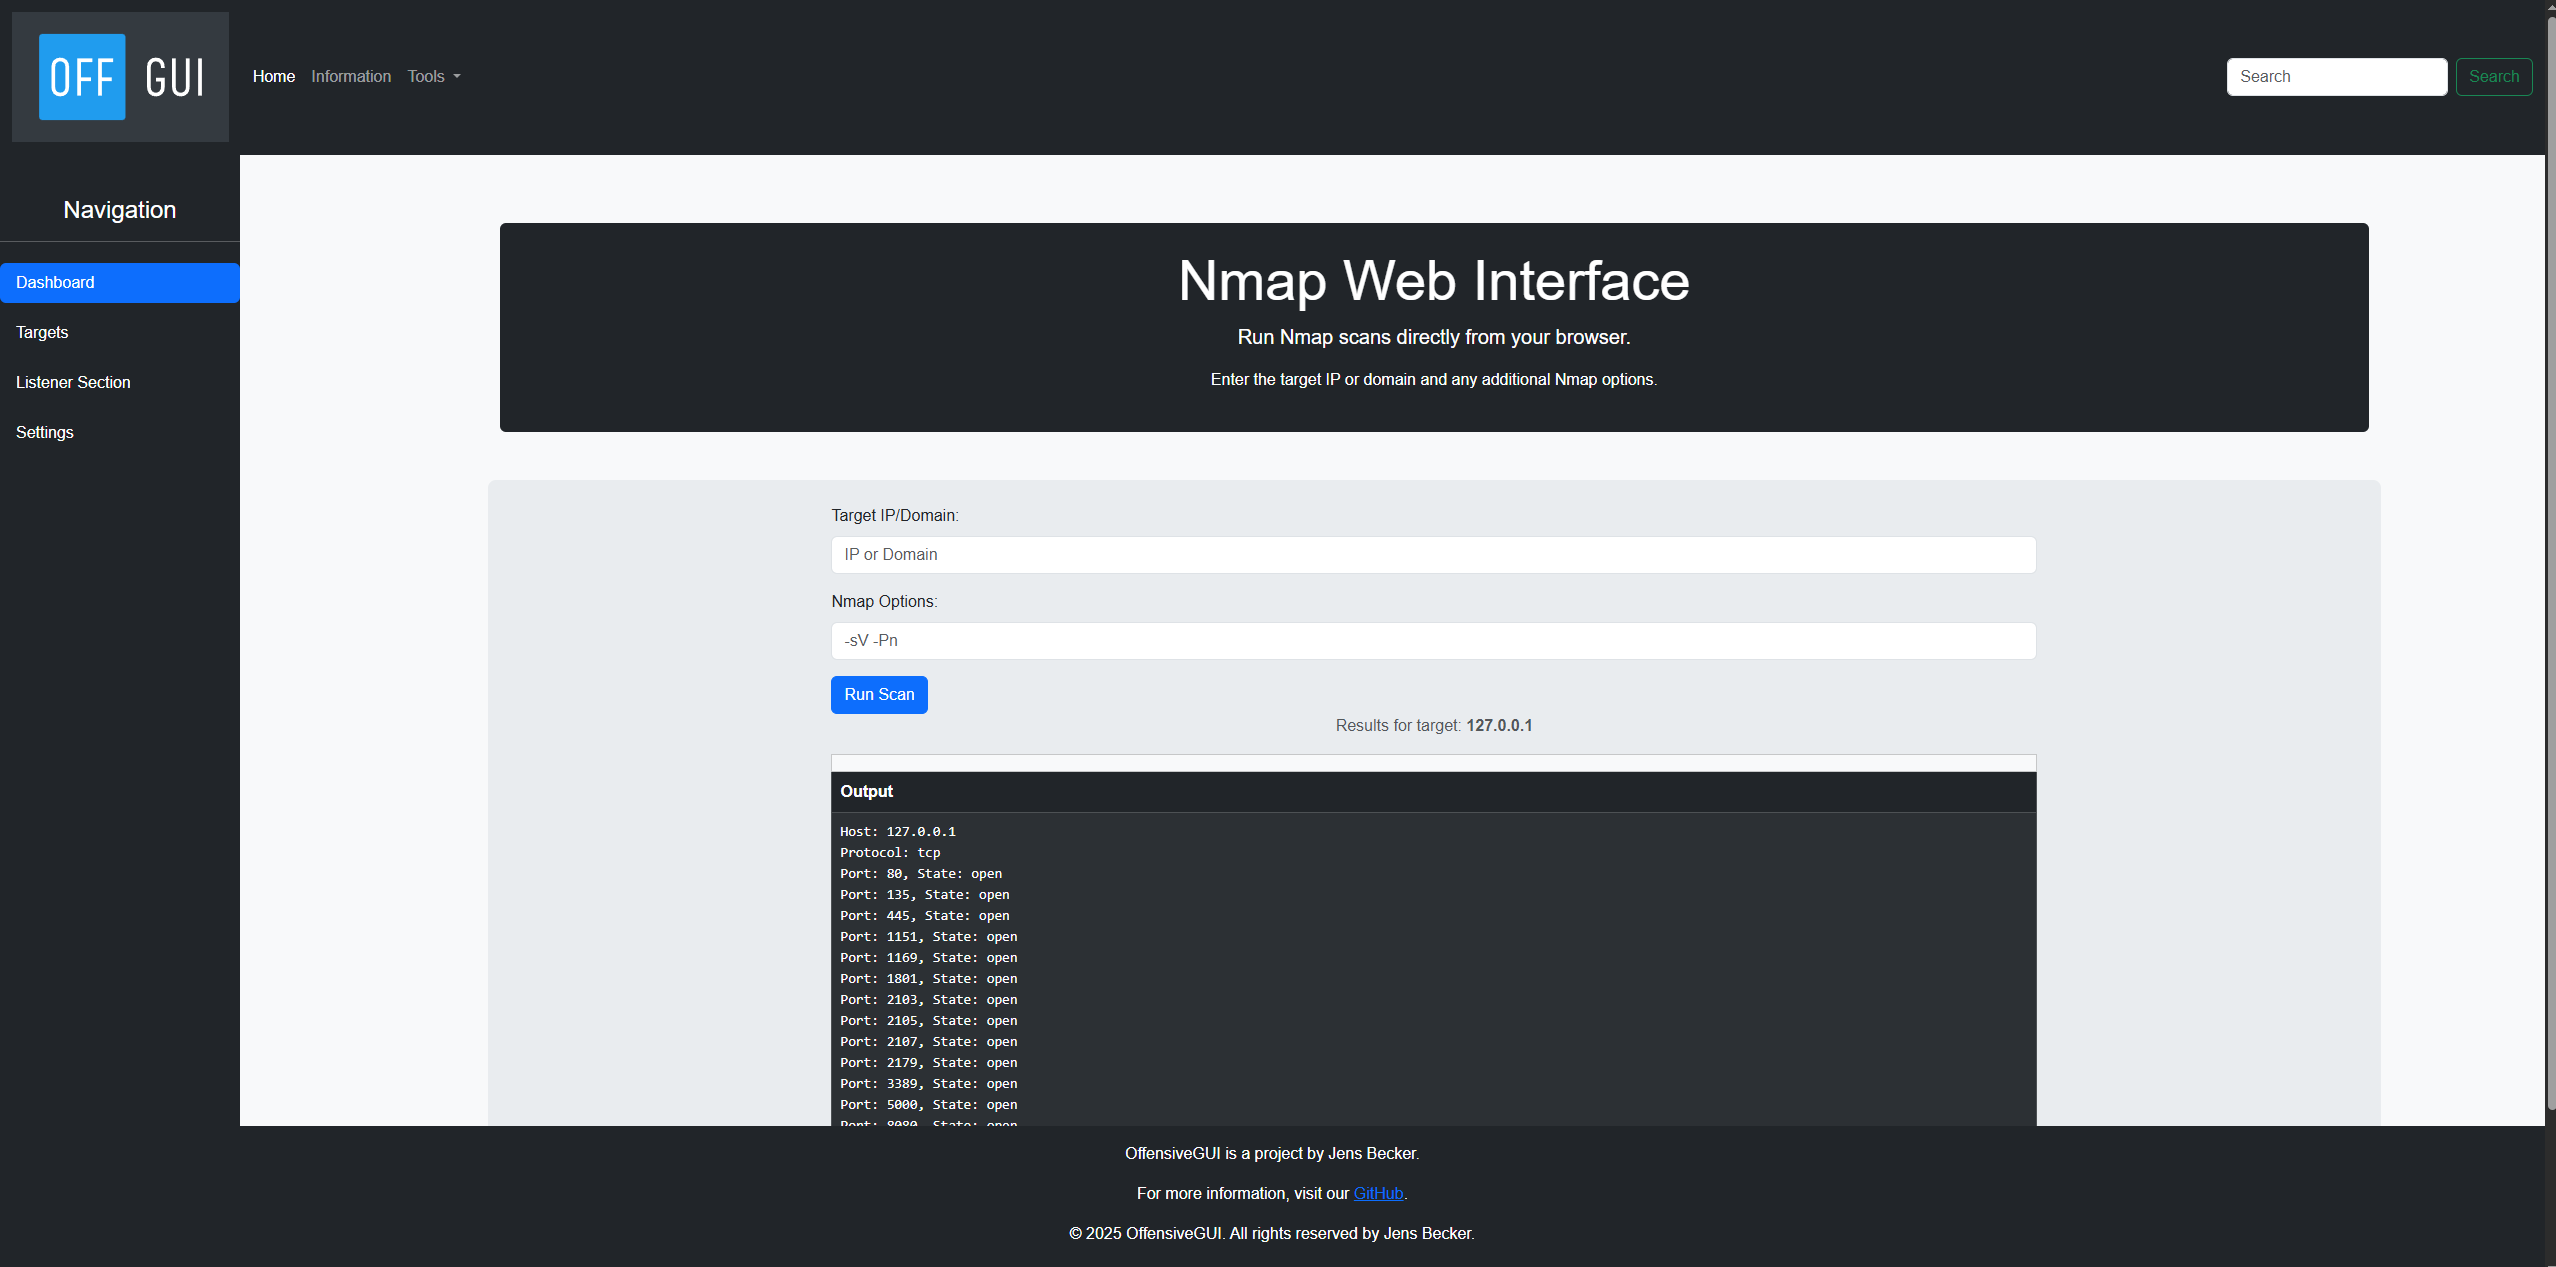 OFF GUI
Home Information Tools
Search Search
Navigation
Dashboard
Targets
Listener Section
Settings
Nmap Web Interface
Run Nmap scans directly from your browser.
Enter the target IP or domain and any additional Nmap options.
Target IP/Domain:
IP or Domain
Nmap Options:
-sV -Pn
Run Scan
Results for target: 127.0.0.1
Output
Host: 127.0.0.1
Protocol: tcp
Port: 80, State: open
Port: 135, State: open
Port: 445, State: open
Port: 1151, State: open
Port: 1169, State: open
Port: 1801, State: open
Port: 2103, State: open
Port: 2105, State: open
Port: 2107, State: open
Port: 2179, State: open
Port: 3389, State: open
Port: 5000, State: open
Port: 8080, State: open
OffensiveGUI is a project by Jens Becker.
For more information, visit our GitHub.
© 2025 OffensiveGUI. All rights reserved by Jens Becker.